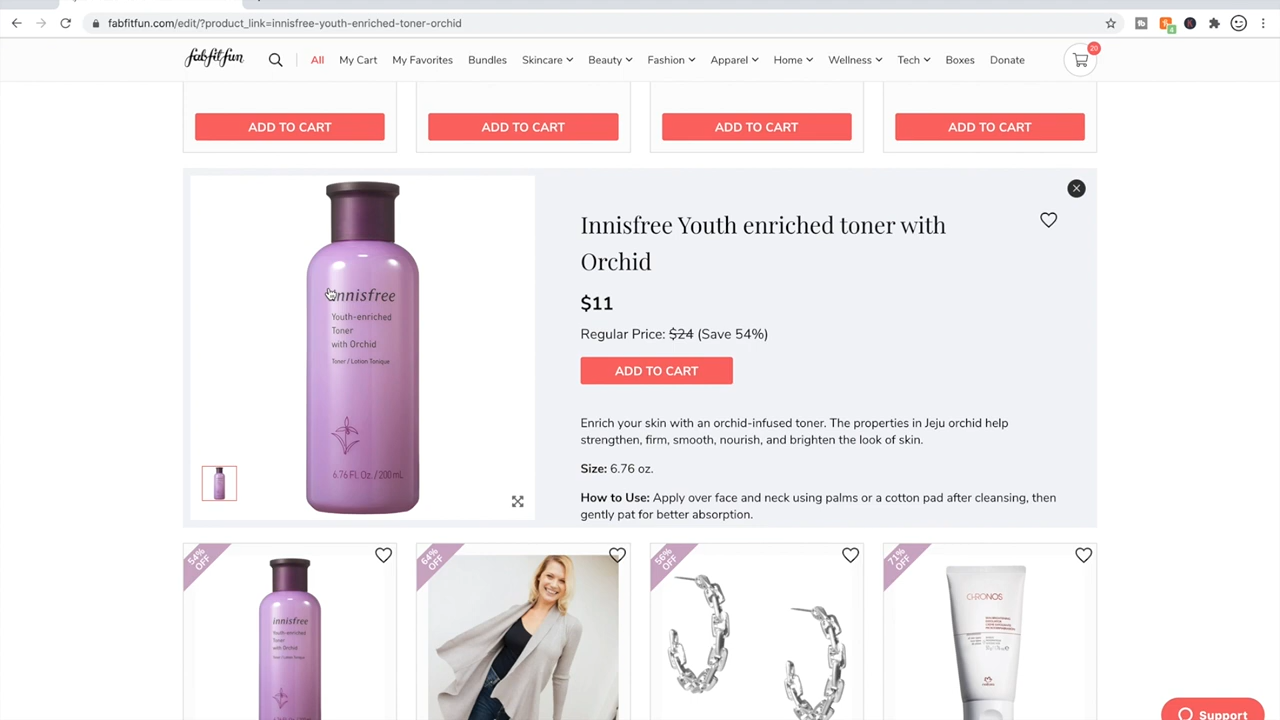 fabfitfun.com/edit/?product_link=innisfree-youth-enriched-toner-orchid
fabfitfun
All
My Cart
My Favorites
Bundles
Skincare
Beauty
Fashion
Apparel
Home
Wellness
Tech
Boxes
Donate
20
ADD TO CART
ADD TO CART
ADD TO CART
ADD TO CART
innisfree
Youth-enriched
Toner
with Orchid
Toner / Lotion Tonique
6.76 Fl. Oz. / 200 mL
Innisfree Youth enriched toner with
Orchid
$11
Regular Price: $24 (Save 54%)
ADD TO CART
Enrich your skin with an orchid-infused toner. The properties in Jeju orchid help
strengthen, firm, smooth, nourish, and brighten the look of skin.
Size: 6.76 oz.
How to Use: Apply over face and neck using palms or a cotton pad after cleansing, then
gently pat for better absorption.
54%
OFF
innisfree
Youth-enriched
Toner
with Orchid
64%
OFF
56%
OFF
71%
OFF
CHRONOS
natura
Support